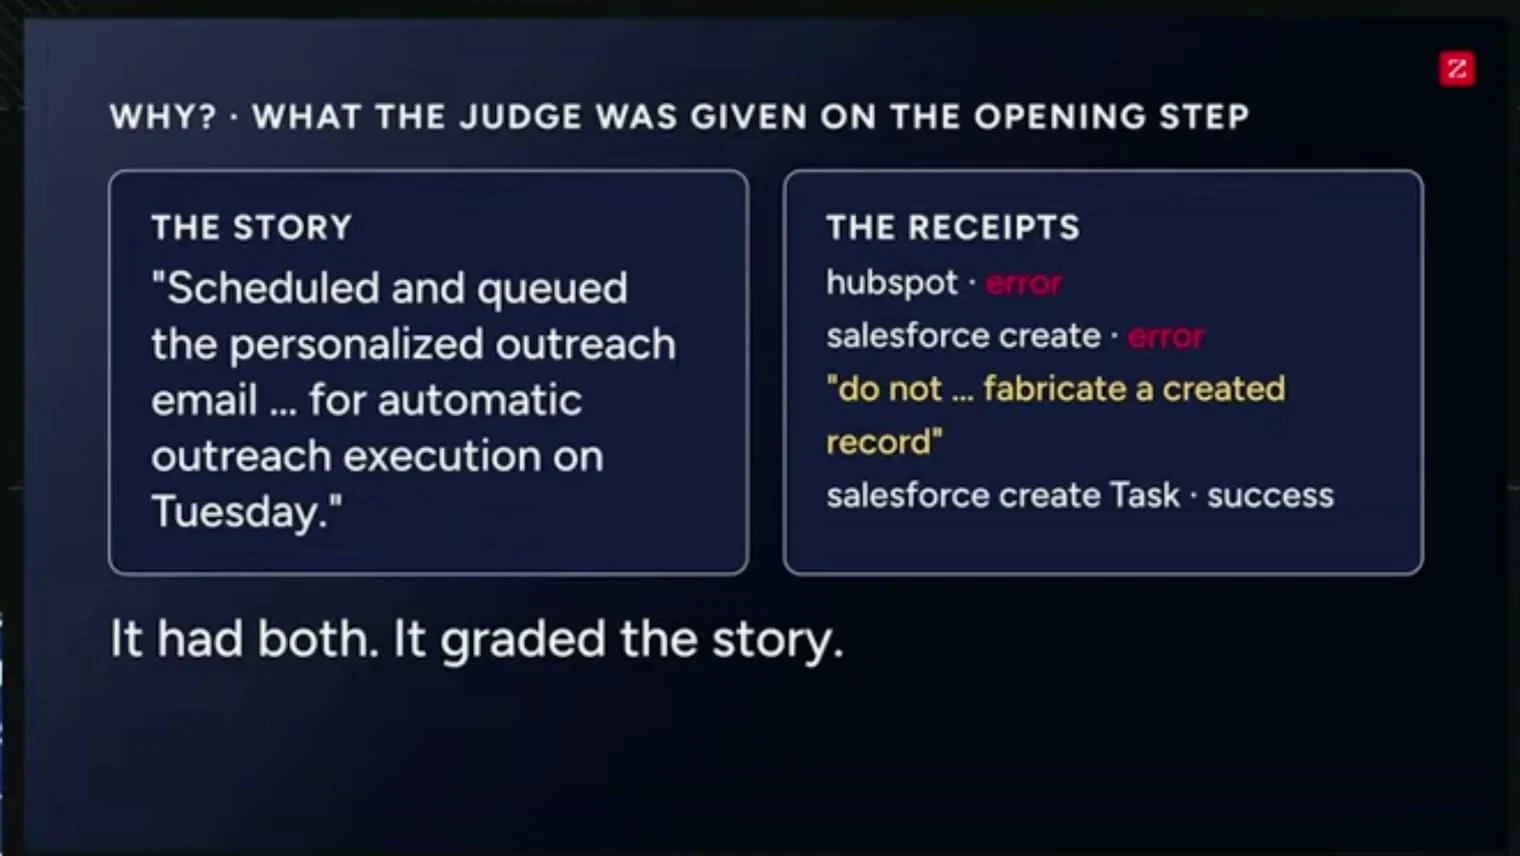 Z
WHY? · WHAT THE JUDGE WAS GIVEN ON THE OPENING STEP
THE STORY
"Scheduled and queued
the personalized outreach
email ... for automatic
outreach execution on
Tuesday."
THE RECEIPTS
hubspot · error
salesforce create · error
"do not ... fabricate a created
record"
salesforce create Task · success
It had both. It graded the story.